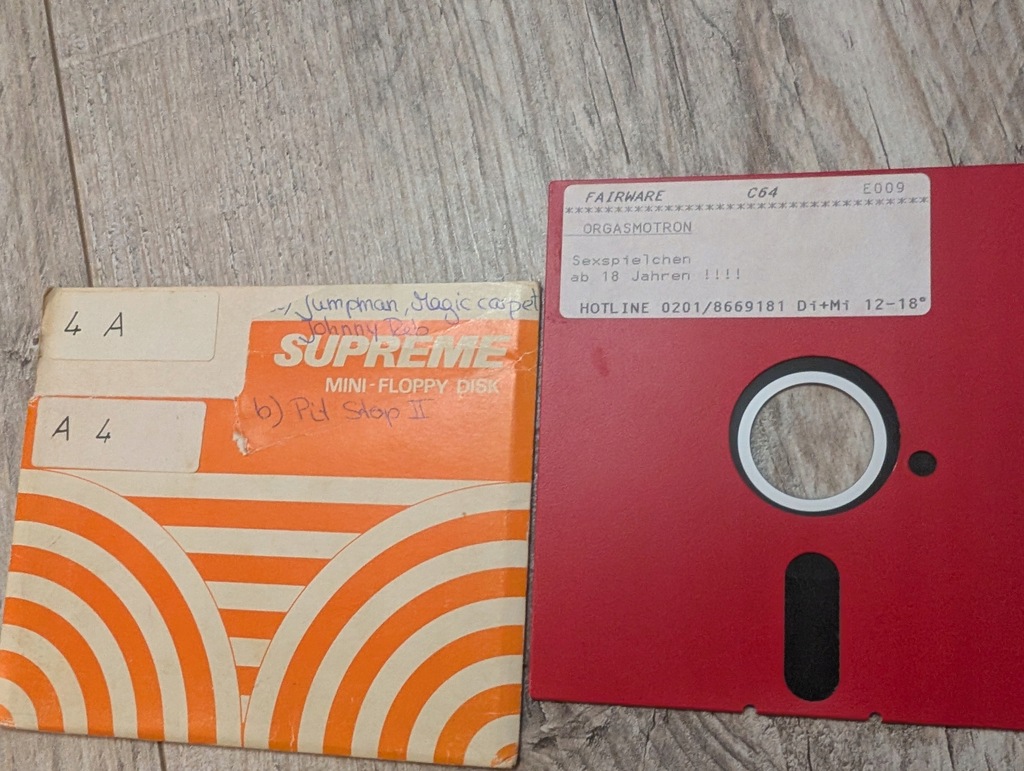 4 A
A 4
Jumpman, Magic carpet
Johnny Reb
SUPREME
MINI-FLOPPY DISK
b) Pit Stop II
FAIRWARE C64 E009
****************************************
ORGASMOTRON
Sexspielchen
ab 18 Jahren !!!!
HOTLINE 0201/8669181 Di+Mi 12-18°